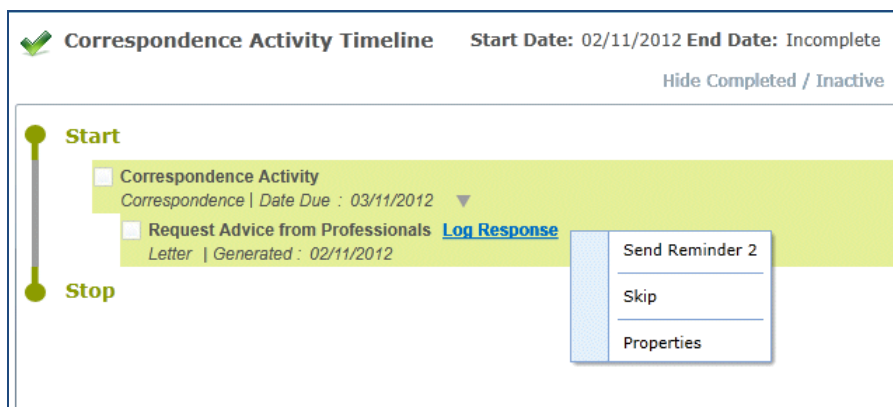 Correspondence Activity Timeline Start Date: 02/11/2012 End Date: Incomplete
Hide Completed / Inactive
Start
Correspondence Activity
Correspondence | Date Due : 03/11/2012
Request Advice from Professionals Log Response
Letter | Generated : 02/11/2012
Send Reminder 2
Skip
Properties
Stop